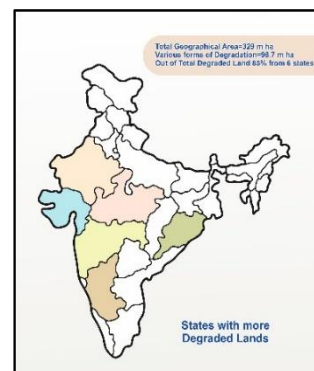 Total Geographical Area=329 m ha
Various forms of Degradation=96.7 m ha
Out of Total Degraded Land 85% from 6 states
States with more
Degraded Lands